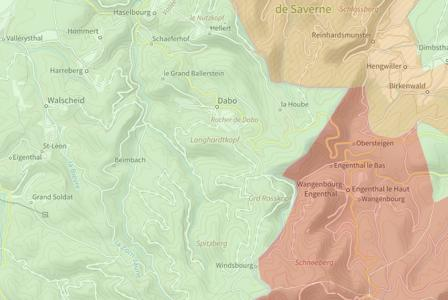 de Saverne
Schlossberg
Haselbourg
le Nutzkopf
Hommert
Hellert
Vallérysthal
Schaeferhof
Reinhardsmunster
Dimbsthal
Harreberg
le Grand Ballerstein
Hengwiller
Birkenwald
Walscheid
Dabo
la Hoube
Rocher de Dabo
Langhardtkopf
Obersteigen
St-Léon
Eigenthal
Beimbach
Engenthal le Bas
Wangenbourg-
Engenthal
Engenthal le Haut
Wangenbourg
Grand Soldat
Grd Rosskopf
Spitzberg
Windsbourg
Schneeberg